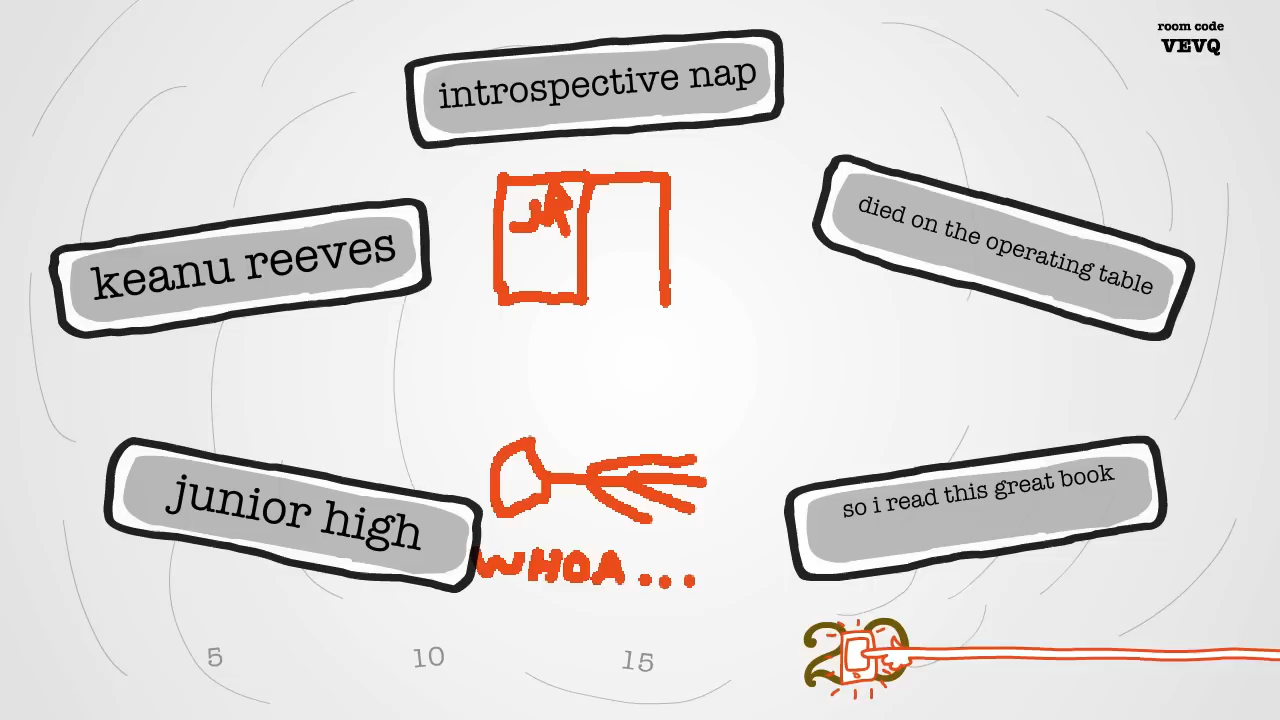 room code
VEVQ
introspective nap
died on the operating table
keanu reeves
JR
junior high
so i read this great book
WHOA...
5
10
15
20